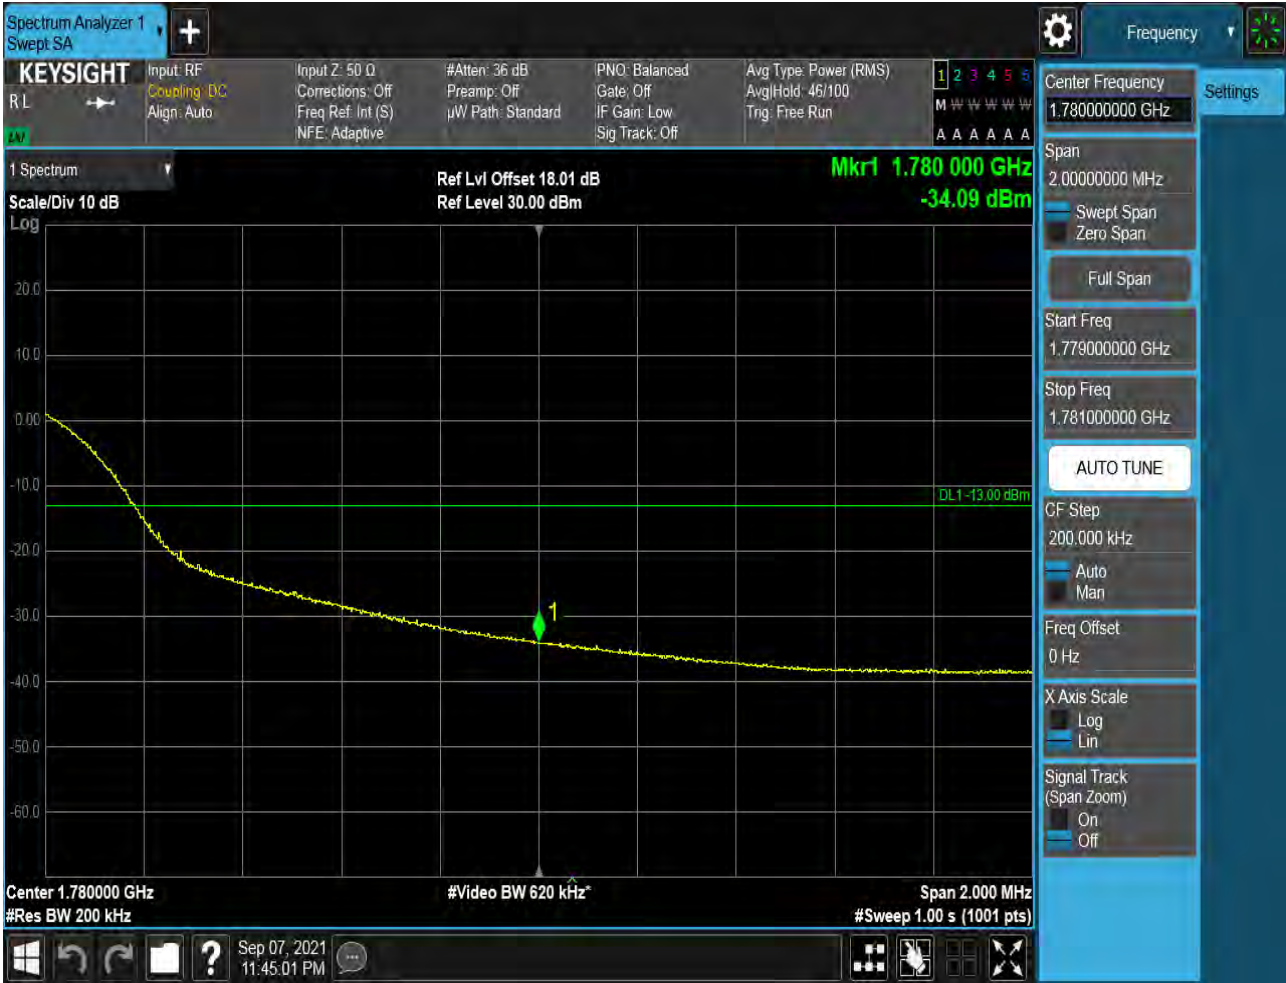 Spectrum Analyzer 1
Swept SA
Frequency
KEYSIGHT
R L
LNI
Input: RF
Coupling: DC
Align: Auto
Input Z: 50 Ω
Corrections: Off
Freq Ref: Int (S)
NFE: Adaptive
#Atten: 36 dB
Preamp: Off
µW Path: Standard
PNO: Balanced
Gate: Off
IF Gain: Low
Sig Track: Off
Avg Type: Power (RMS)
Avg|Hold: 46/100
Trig: Free Run
1 2 3 4 5 6
M W W W W W
A A A A A A
Settings
Center Frequency
1.780000000 GHz
Span
2.00000000 MHz
Swept Span
Zero Span
Full Span
Start Freq
1.779000000 GHz
Stop Freq
1.781000000 GHz
AUTO TUNE
CF Step
200.000 kHz
Auto
Man
Freq Offset
0 Hz
X Axis Scale
Log
Lin
Signal Track
(Span Zoom)
On
Off
1 Spectrum
Scale/Div 10 dB
Log
Ref Lvl Offset 18.01 dB
Ref Level 30.00 dBm
Mkr1 1.780 000 GHz
-34.09 dBm
20.0
10.0
0.00
-10.0
DL1 -13.00 dBm
-20.0
-30.0
1
-40.0
-50.0
-60.0
Center 1.780000 GHz
#Video BW 620 kHz*
Span 2.000 MHz
#Res BW 200 kHz
#Sweep 1.00 s (1001 pts)
?
Sep 07, 2021
11:45:01 PM